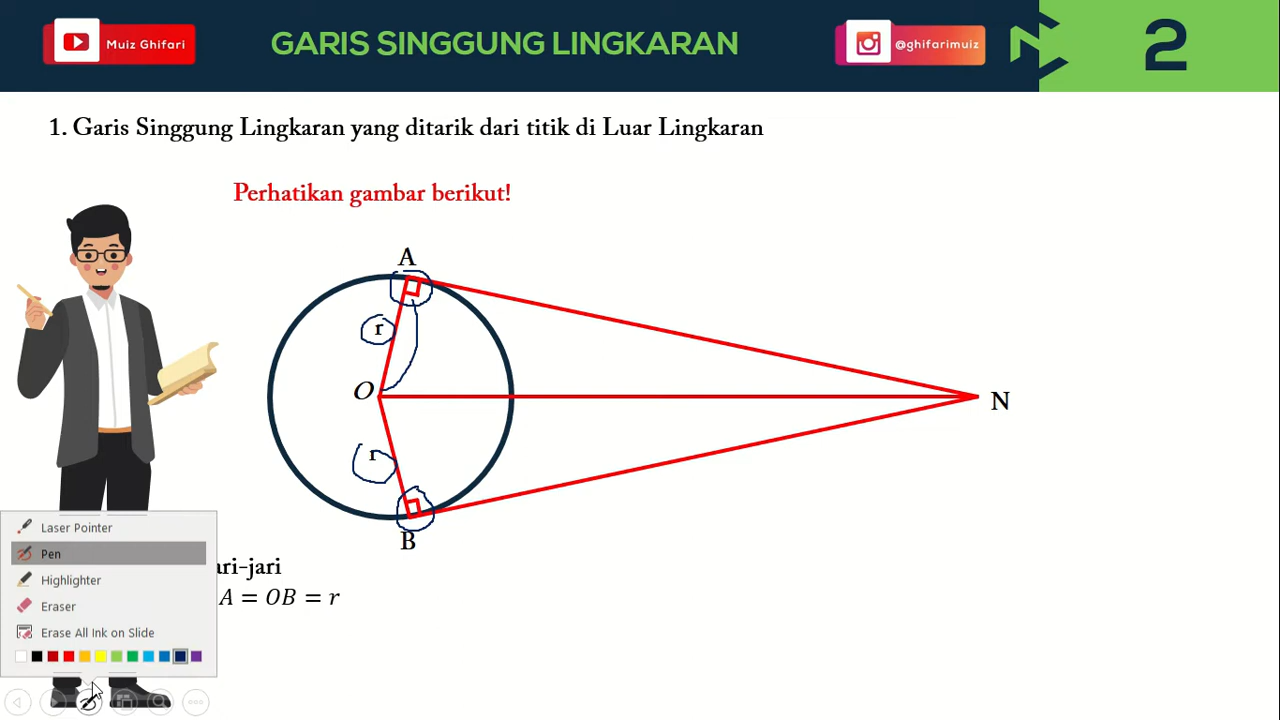 Muiz Ghifari
GARIS SINGGUNG LINGKARAN
@ghifarimuiz
2
1. Garis Singgung Lingkaran yang ditarik dari titik di Luar Lingkaran
Perhatikan gambar berikut!
A
r
O
N
r
B
Laser Pointer
Pen
Highlighter
Eraser
Erase All Ink on Slide
ari-jari
A = OB = r